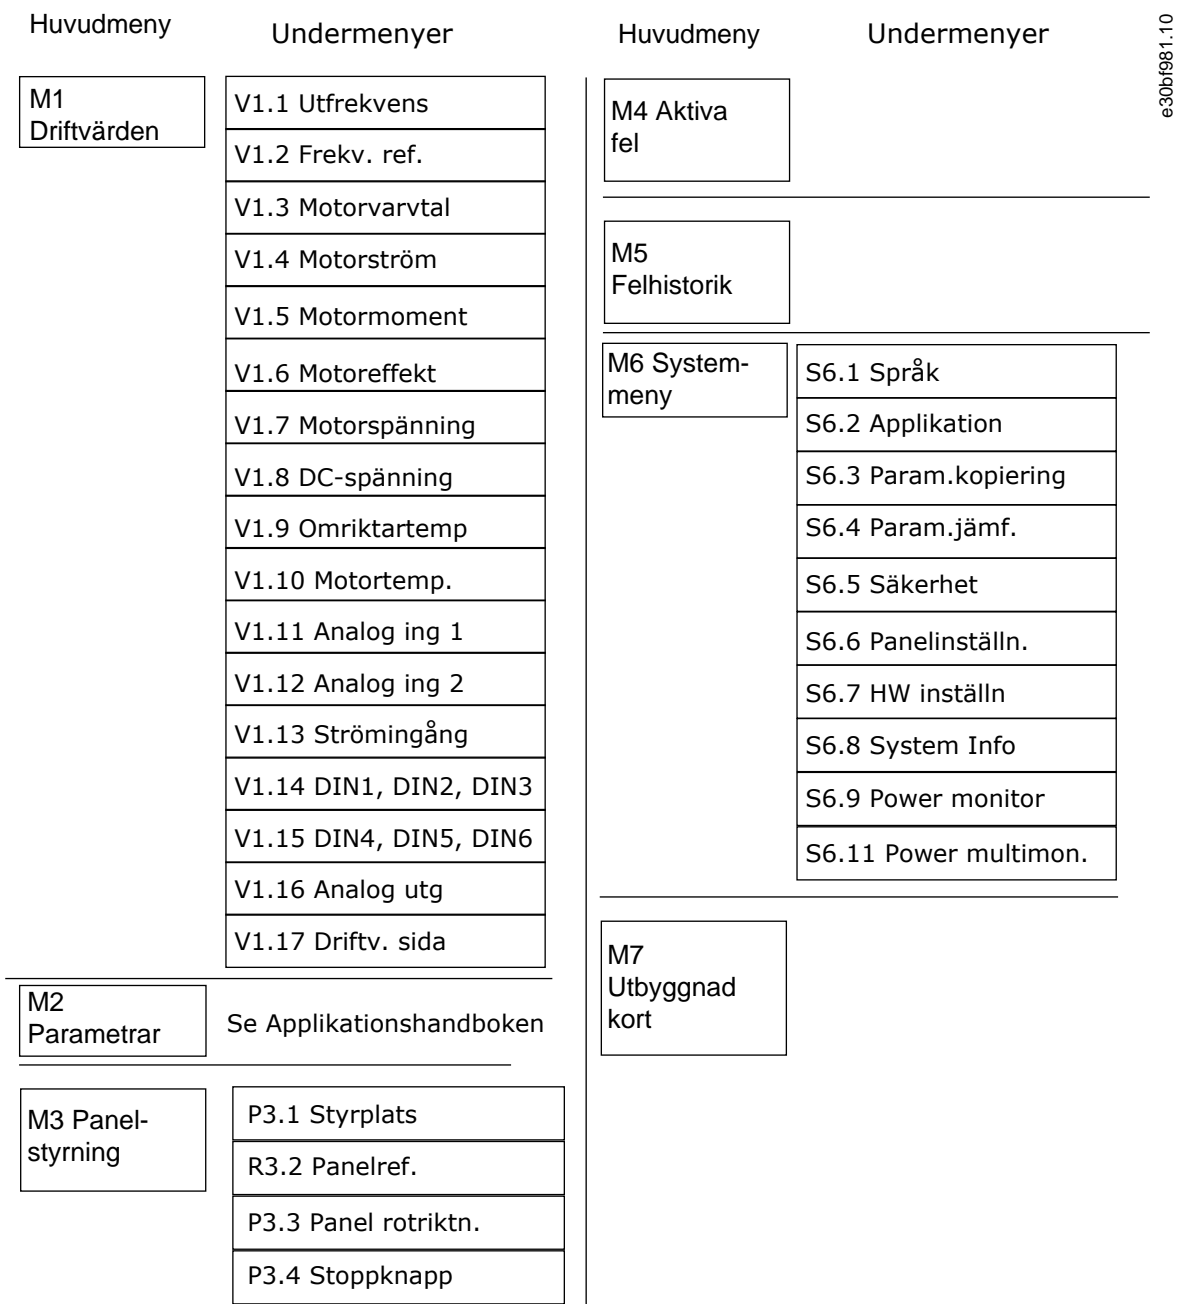 Huvudmeny
Undermenyer
M1
Driftvärden
V1.1 Utfrekvens
V1.2 Frekv. ref.
V1.3 Motorvarvtal
V1.4 Motorström
V1.5 Motormoment
V1.6 Motoreffekt
V1.7 Motorspänning
V1.8 DC-spänning
V1.9 Omriktartemp
V1.10 Motortemp.
V1.11 Analog ing 1
V1.12 Analog ing 2
V1.13 Strömingång
V1.14 DIN1, DIN2, DIN3
V1.15 DIN4, DIN5, DIN6
V1.16 Analog utg
V1.17 Driftv. sida
M2
Parametrar
Se Applikationshandboken
M3 Panel-
styrning
P3.1 Styrplats
R3.2 Panelref.
P3.3 Panel rotriktn.
P3.4 Stoppknapp
Huvudmeny
Undermenyer
M4 Aktiva
fel
M5
Felhistorik
M6 System-
meny
S6.1 Språk
S6.2 Applikation
S6.3 Param.kopiering
S6.4 Param.jämf.
S6.5 Säkerhet
S6.6 Panelinställn.
S6.7 HW inställn
S6.8 System Info
S6.9 Power monitor
S6.11 Power multimon.
M7
Utbyggnad
kort
e30bf981.10